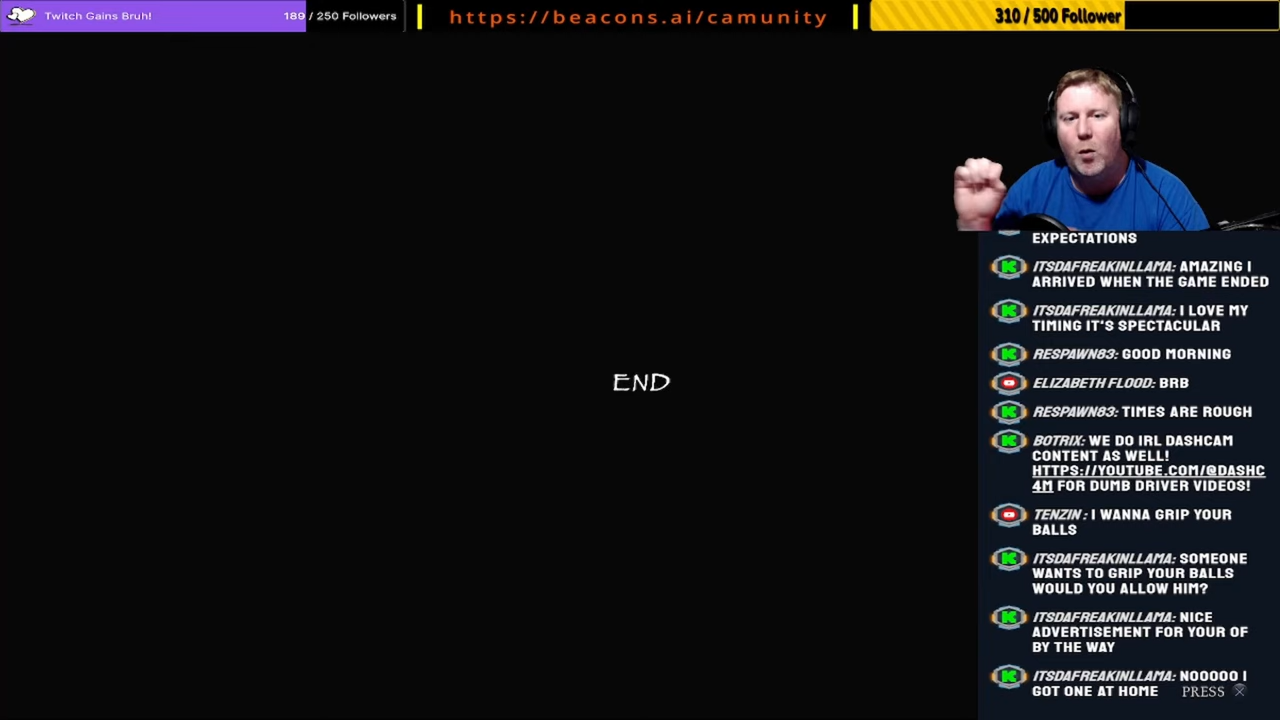 Twitch Gains Bruh! 189 / 250 Followers
https://beacons.ai/camunity
310 / 500 Follower
END
EXPECTATIONS
ITSDAFREAKINLLAMA: AMAZING I
ARRIVED WHEN THE GAME ENDED
ITSDAFREAKINLLAMA: I LOVE MY
TIMING IT'S SPECTACULAR
RESPAWN83: GOOD MORNING
ELIZABETH FLOOD: BRB
RESPAWN83: TIMES ARE ROUGH
BOTRIX: WE DO IRL DASHCAM
CONTENT AS WELL!
HTTPS://YOUTUBE.COM/@DASHC
4M FOR DUMB DRIVER VIDEOS!
TENZIN : I WANNA GRIP YOUR
BALLS
ITSDAFREAKINLLAMA: SOMEONE
WANTS TO GRIP YOUR BALLS
WOULD YOU ALLOW HIM?
ITSDAFREAKINLLAMA: NICE
ADVERTISEMENT FOR YOUR OF
BY THE WAY
ITSDAFREAKINLLAMA: NOOOOO I
GOT ONE AT HOME
PRESS